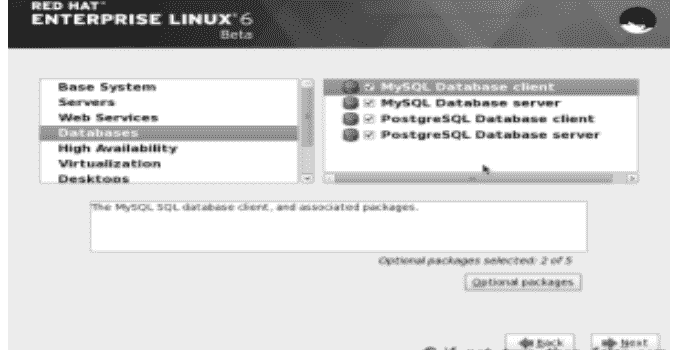 RED HAT
ENTERPRISE LINUX 6
Beta
Base System
Servers
Web Services
Databases
High Availability
Virtualization
Desktops
MySQL Database client
MySQL Database server
PostgreSQL Database client
PostgreSQL Database server
The MySQL SQL database client, and associated packages.
Optional packages selected: 2 of 5
Optional packages
Back
Next